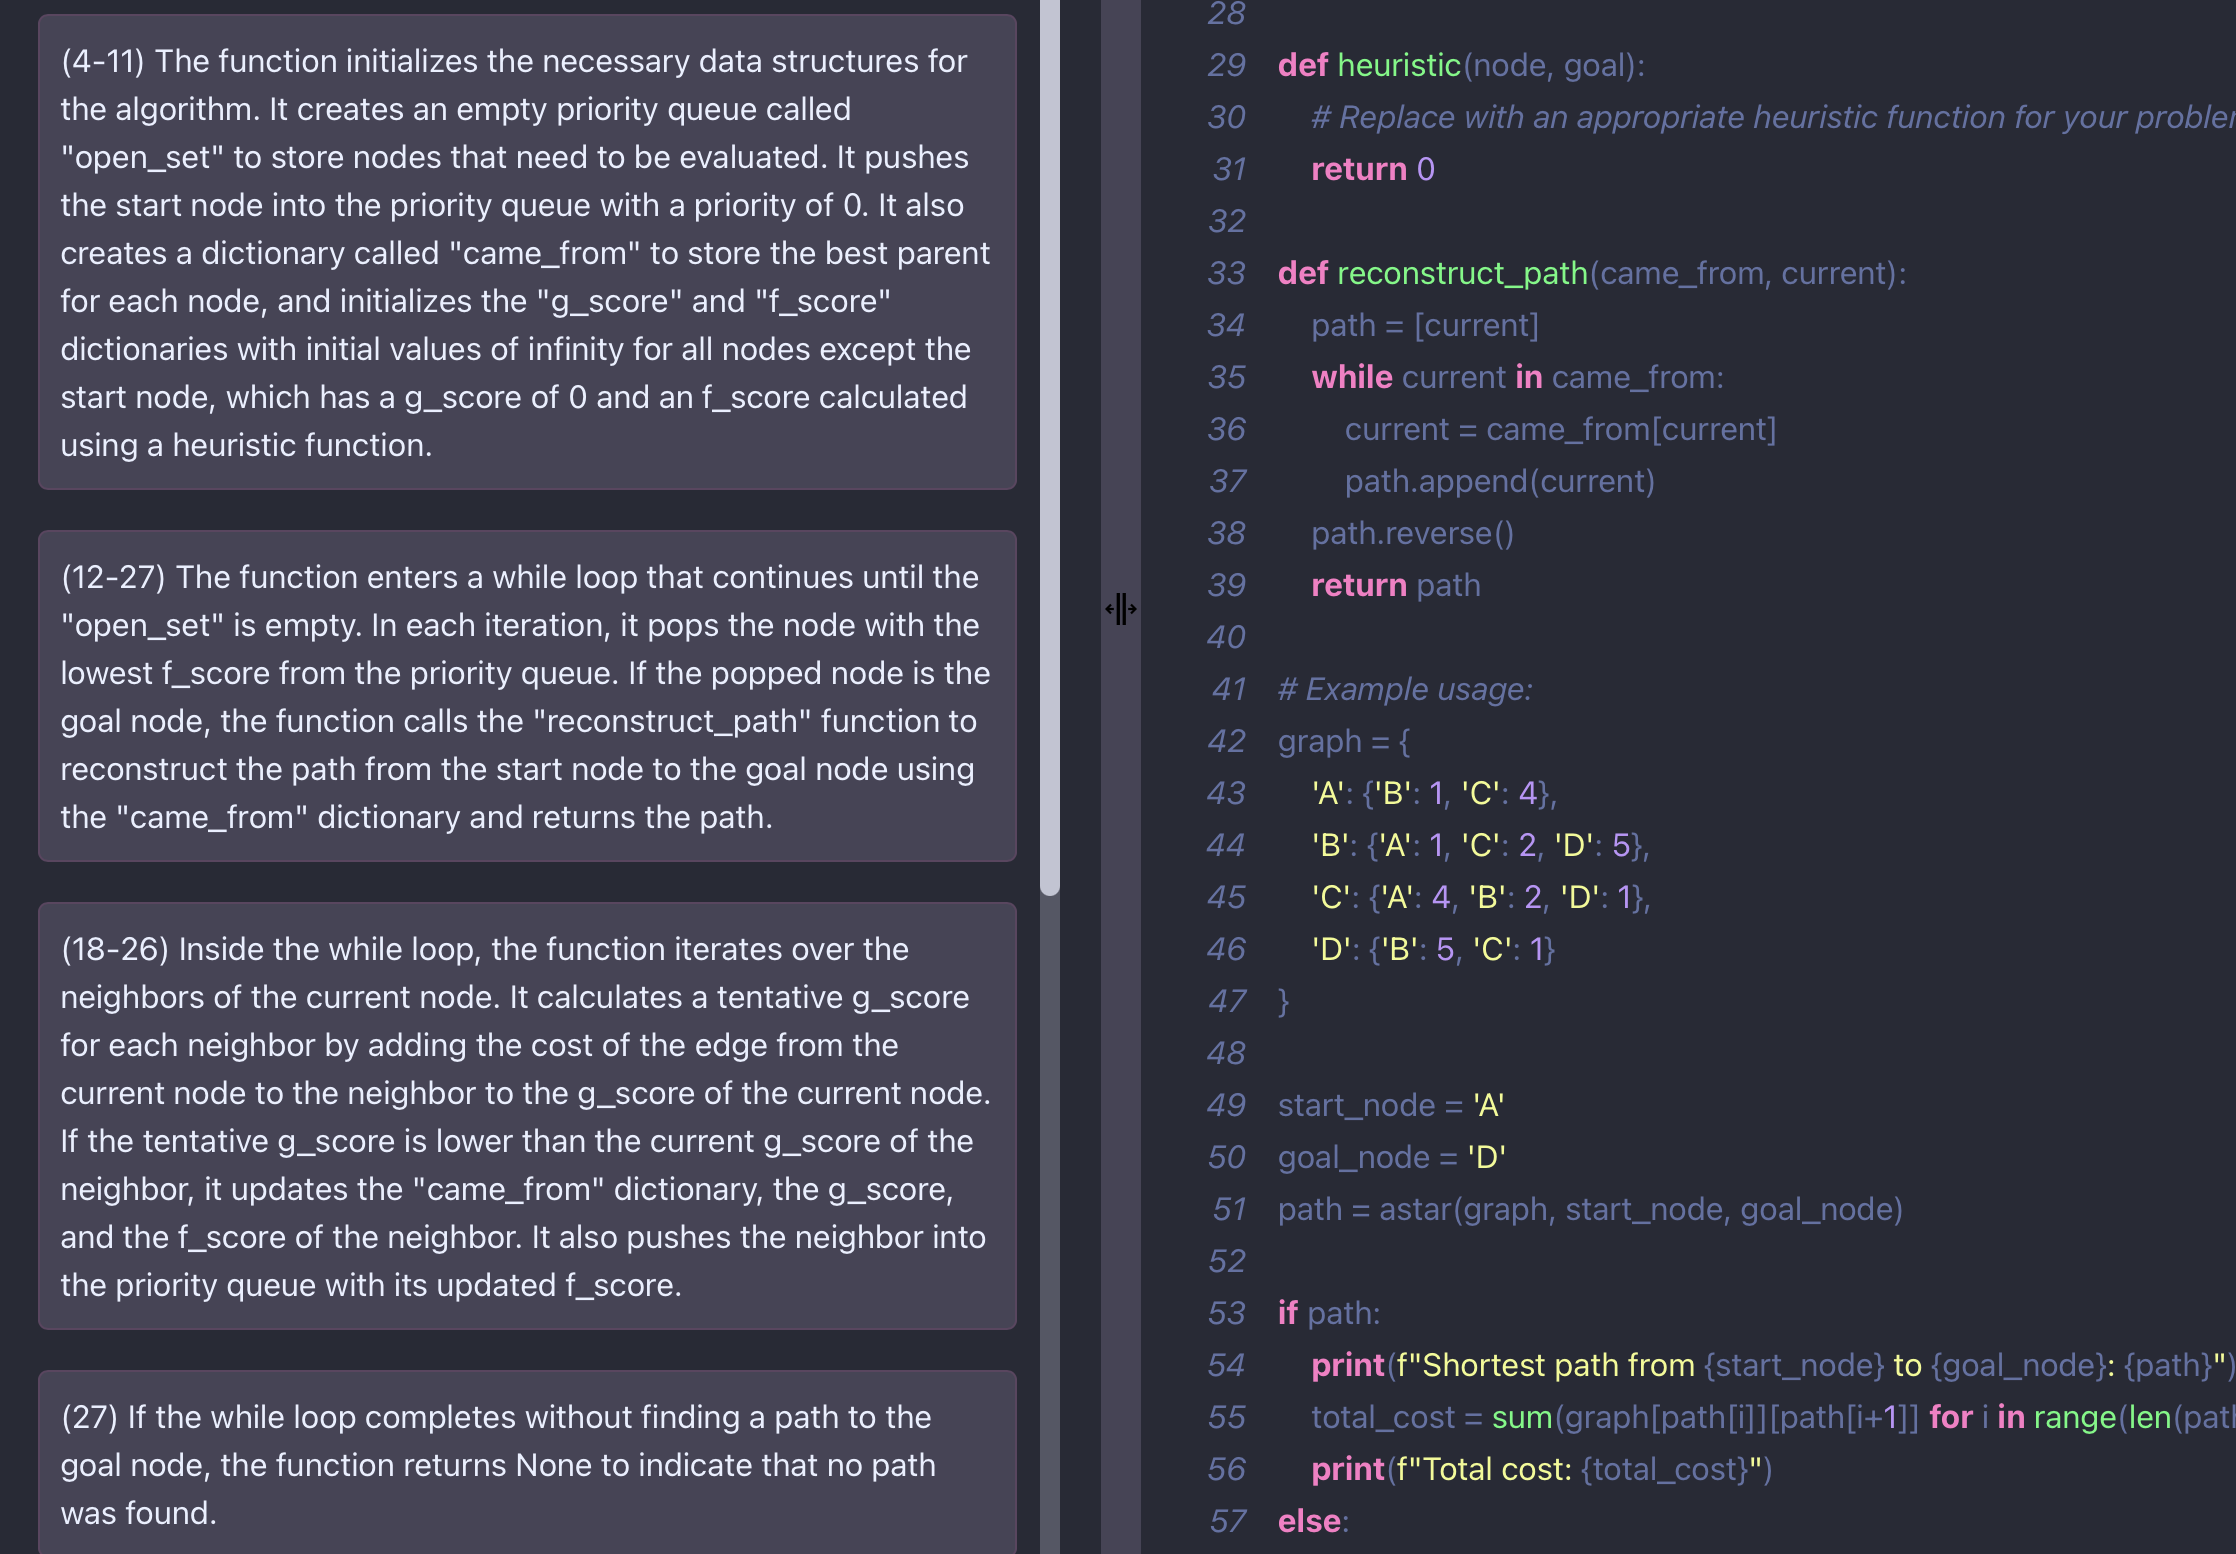 (4-11) The function initializes the necessary data structures for
the algorithm. It creates an empty priority queue called
"open_set" to store nodes that need to be evaluated. It pushes
the start node into the priority queue with a priority of 0. It also
creates a dictionary called "came_from" to store the best parent
for each node, and initializes the "g_score" and "f_score"
dictionaries with initial values of infinity for all nodes except the
start node, which has a g_score of 0 and an f_score calculated
using a heuristic function.
(12-27) The function enters a while loop that continues until the
"open_set" is empty. In each iteration, it pops the node with the
lowest f_score from the priority queue. If the popped node is the
goal node, the function calls the "reconstruct_path" function to
reconstruct the path from the start node to the goal node using
the "came_from" dictionary and returns the path.
(18-26) Inside the while loop, the function iterates over the
neighbors of the current node. It calculates a tentative g_score
for each neighbor by adding the cost of the edge from the
current node to the neighbor to the g_score of the current node.
If the tentative g_score is lower than the current g_score of the
neighbor, it updates the "came_from" dictionary, the g_score,
and the f_score of the neighbor. It also pushes the neighbor into
the priority queue with its updated f_score.
(27) If the while loop completes without finding a path to the
goal node, the function returns None to indicate that no path
was found.
28
29 def heuristic(node, goal):
30 # Replace with an appropriate heuristic function for your
31 return 0
32
33 def reconstruct_path(came_from, current):
34 path = [current]
35 while current in came_from:
36 current = came_from[current]
37 path.append(current)
38 path.reverse()
39 return path
40
41 # Example usage:
42 graph = {
43 'A': {'B': 1, 'C': 4},
44 'B': {'A': 1, 'C': 2, 'D': 5},
45 'C': {'A': 4, 'B': 2, 'D': 1},
46 'D': {'B': 5, 'C': 1}
47 }
48
49 start_node = 'A'
50 goal_node = 'D'
51 path = astar(graph, start_node, goal_node)
52
53 if path:
54 print(f"Shortest path from {start_node} to {goal_node}: {path}")
55 total_cost = sum(graph[path[i]][path[i+1]] for i in range(len(
56 print(f"Total cost: {total_cost}")
57 else: